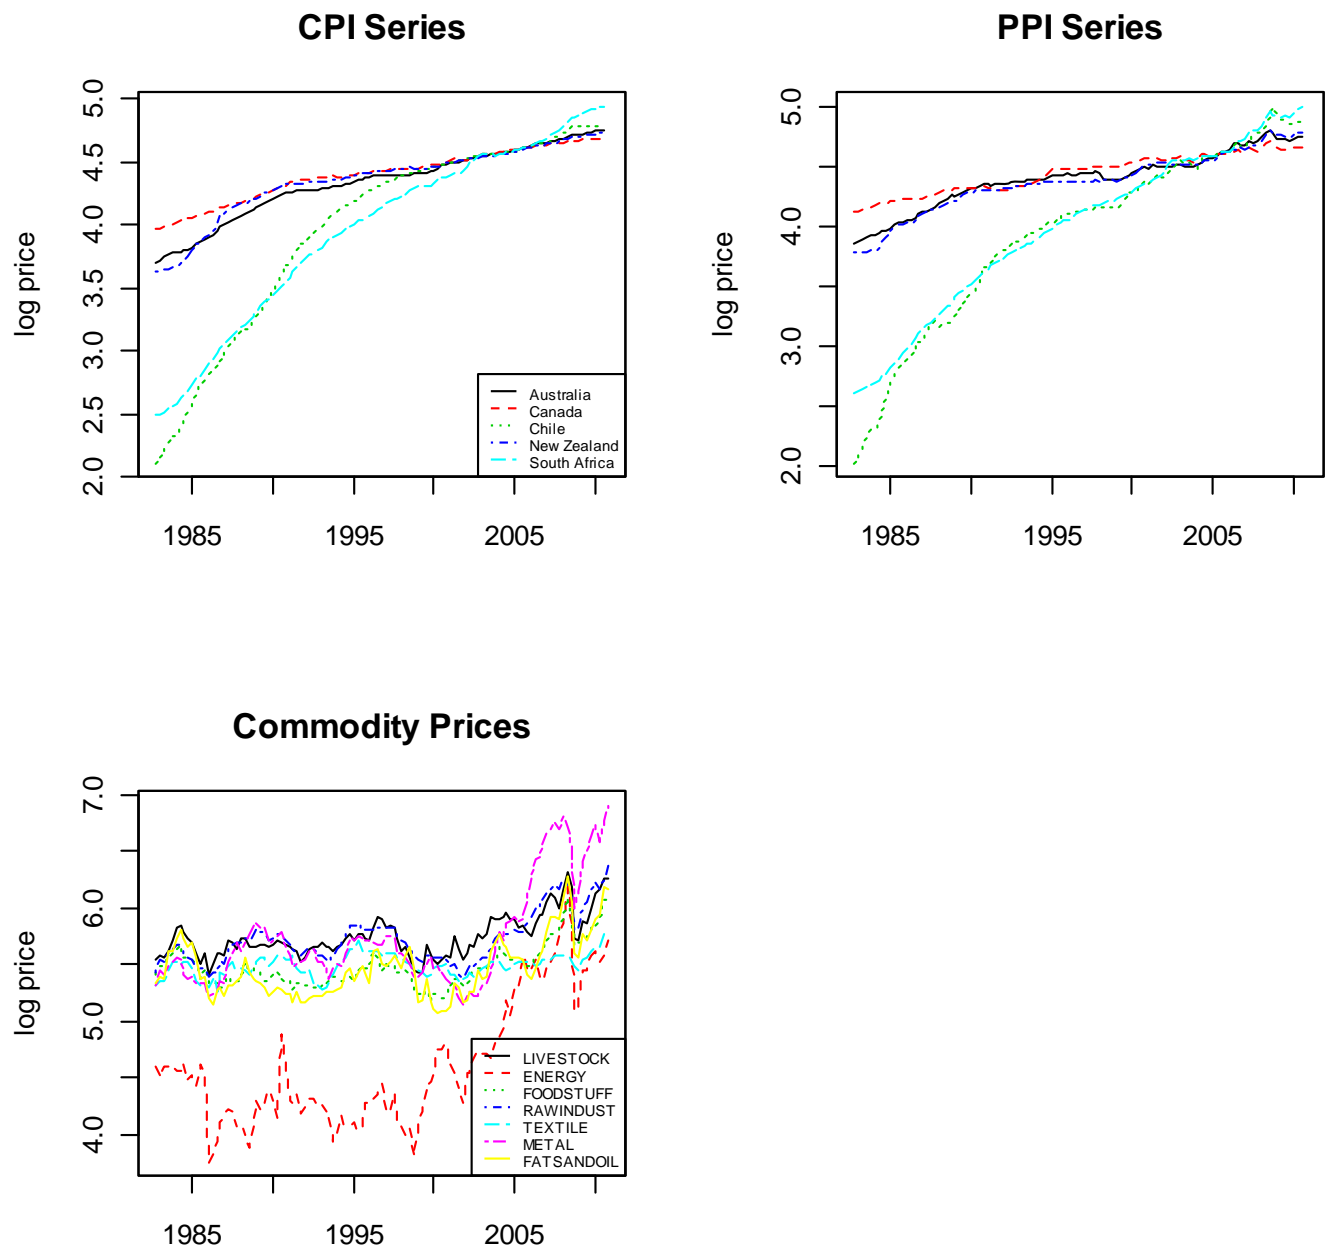 CPI Series
log price
5.0
4.5
4.0
3.5
3.0
2.5
2.0
Australia
Canada
Chile
New Zealand
South Africa
1985
1995
2005
PPI Series
log price
5.0
4.0
3.0
2.0
1985
1995
2005
Commodity Prices
log price
7.0
6.0
5.0
4.0
LIVESTOCK
ENERGY
FOODSTUFF
RAWINDUST
TEXTILE
METAL
FATSANDOIL
1985
1995
2005